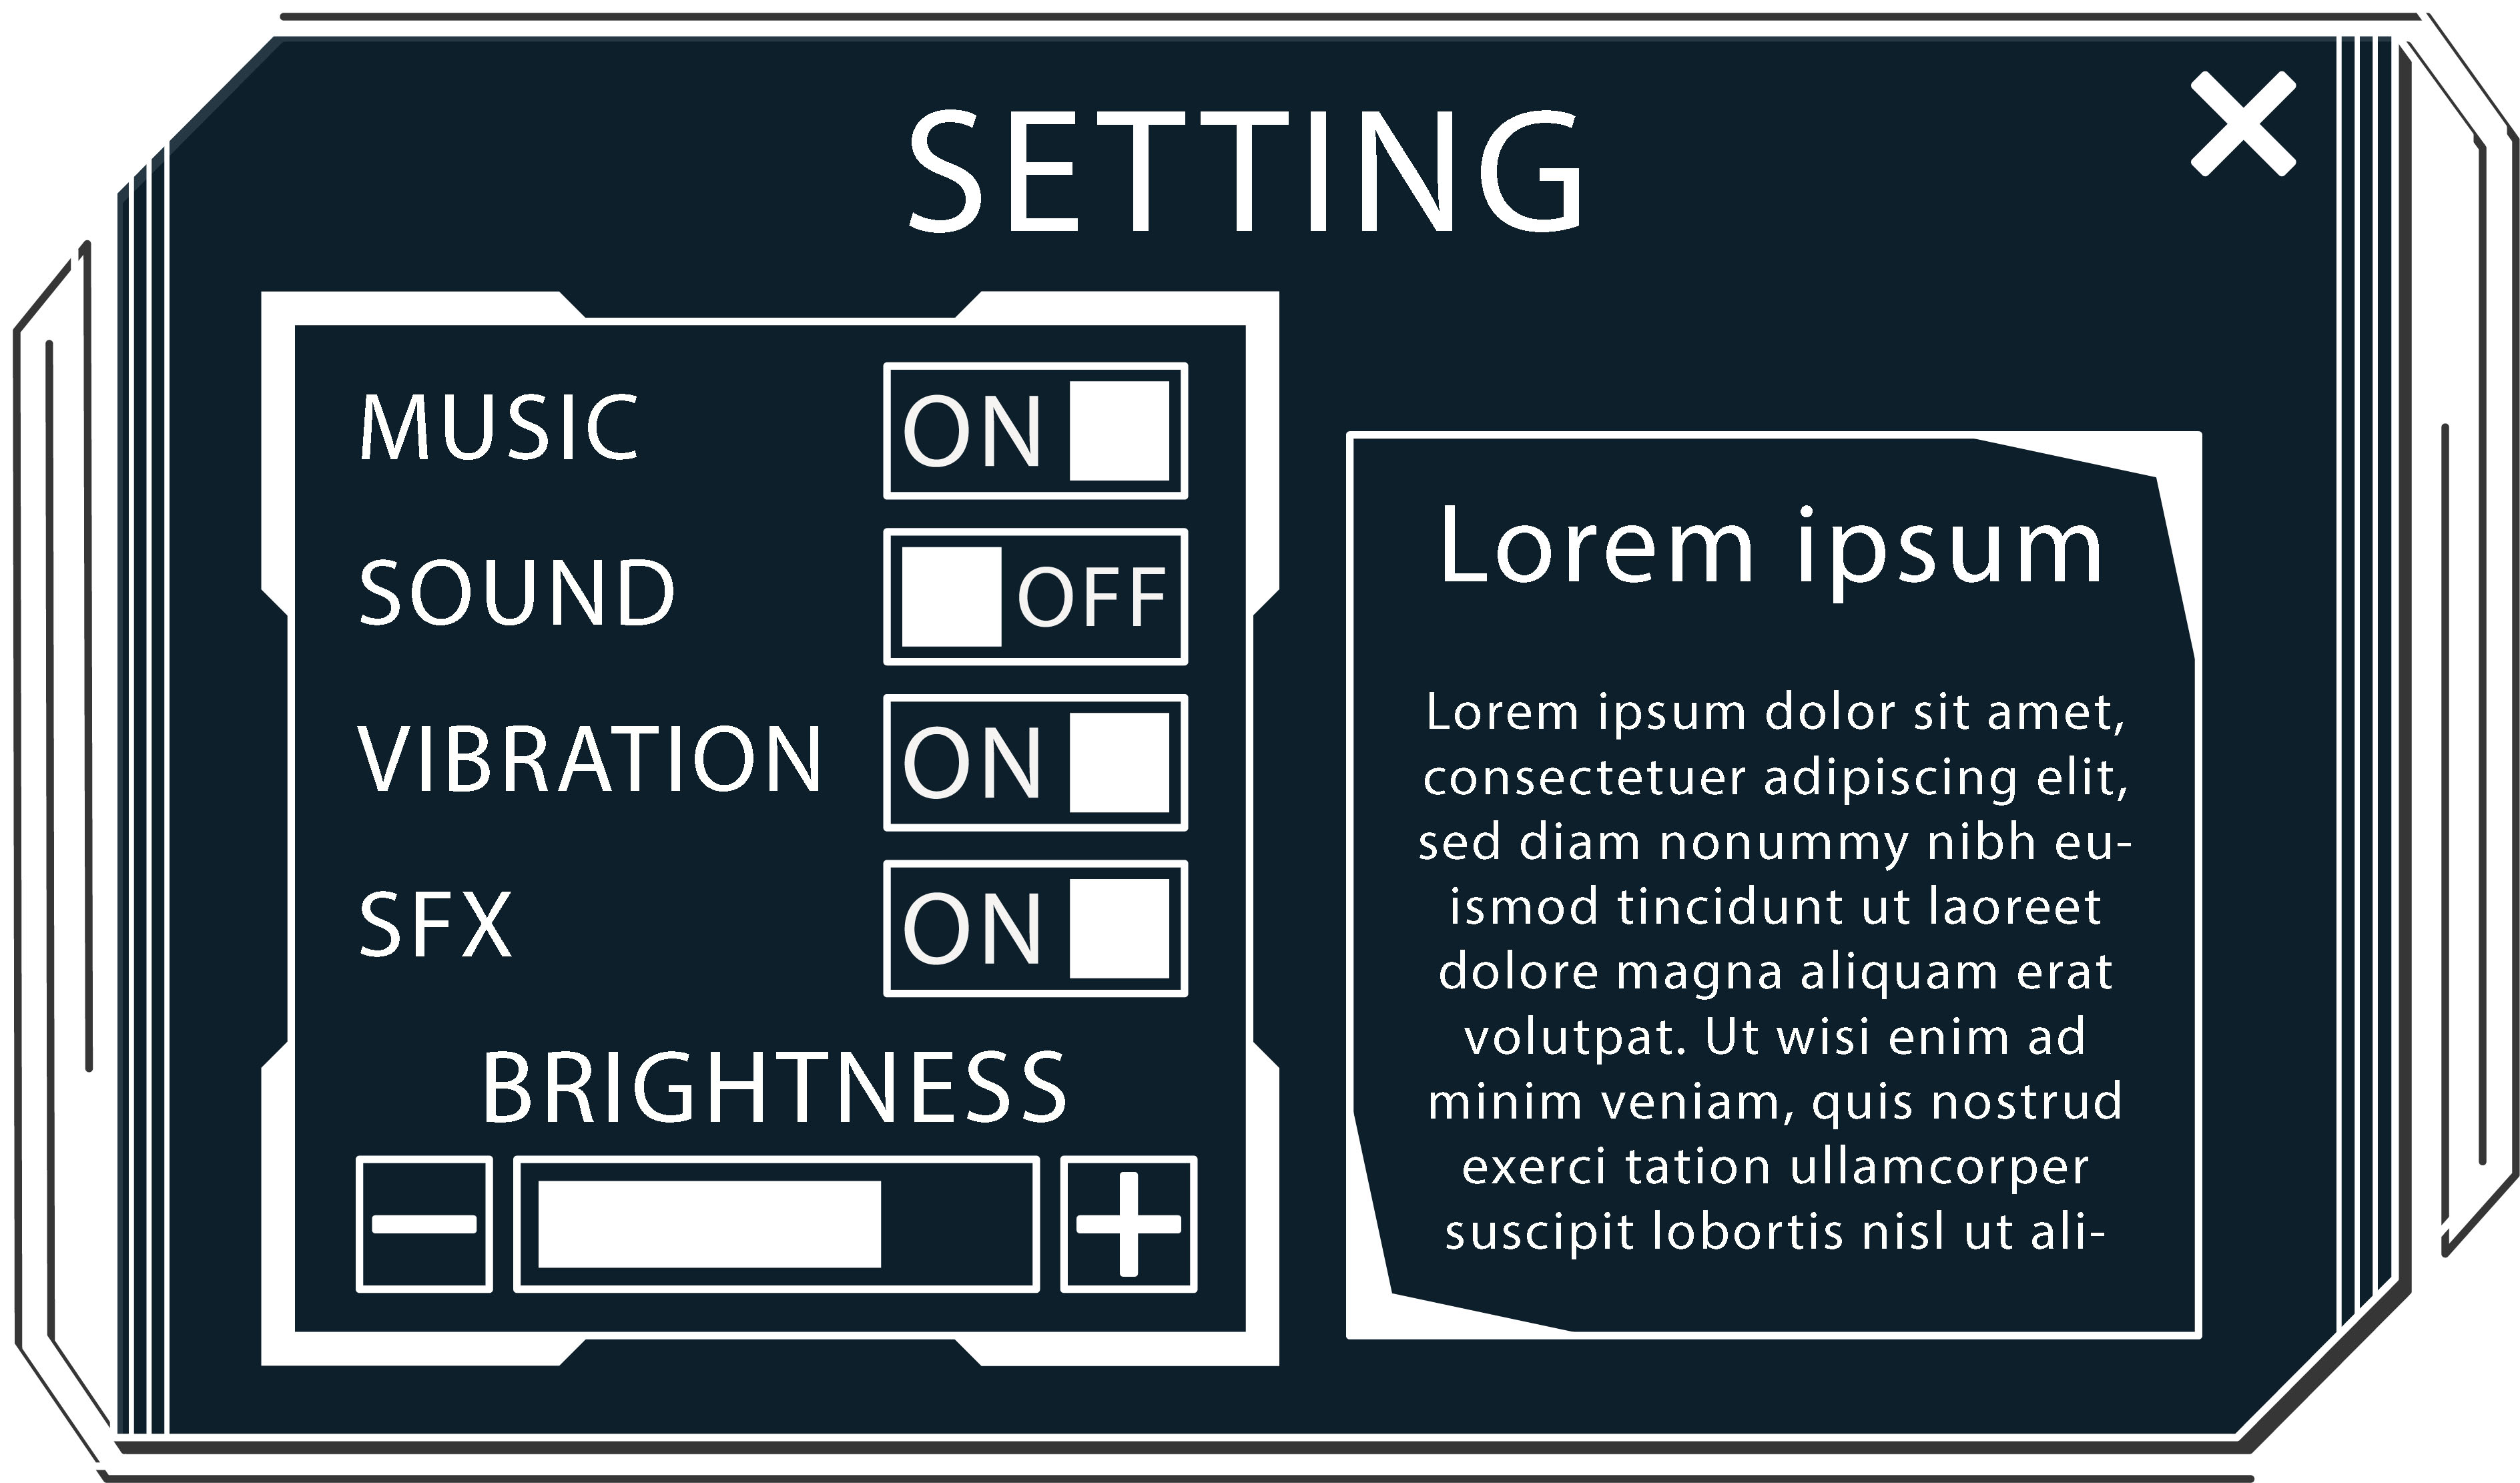 SETTING
MUSIC ON
SOUND OFF
VIBRATION ON
SFX ON
BRIGHTNESS
Lorem ipsum
Lorem ipsum dolor sit amet,
consectetuer adipiscing elit,
sed diam nonummy nibh eu-
ismod tincidunt ut laoreet
dolore magna aliquam erat
volutpat. Ut wisi enim ad
minim veniam, quis nostrud
exerci tation ullamcorper
suscipit lobortis nisl ut ali-